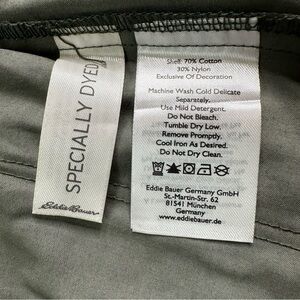 SPECIALLY DYED
Eddie Bauer
Shell: 70% Cotton
30% Nylon
Exclusive Of Decoration
Machine Wash Cold Delicate
Separately.
Use Mild Detergent.
Do Not Bleach.
Tumble Dry Low.
Remove Promptly.
Cool Iron As Desired.
Do Not Dry Clean.
Eddie Bauer Germany GmbH
St.-Martin-Str. 62
81541 München
Germany
www.eddiebauer.de